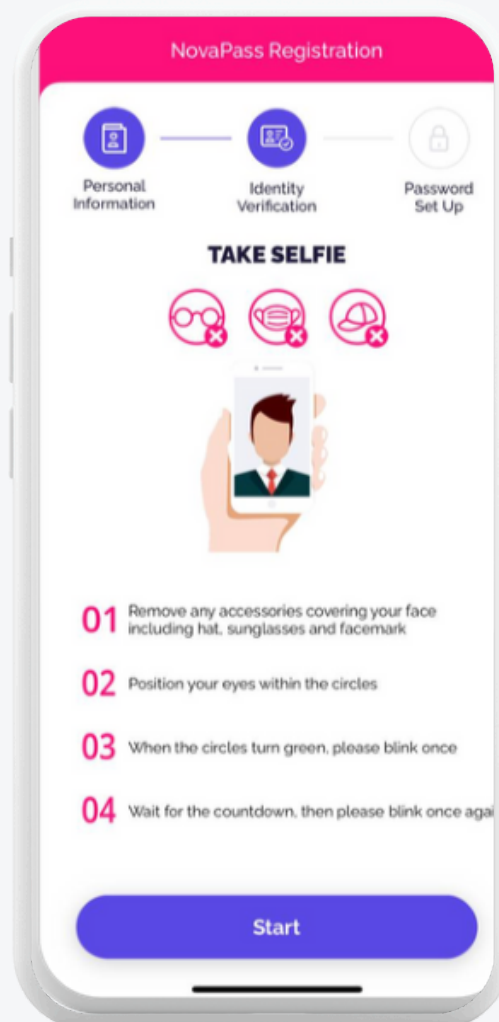 NovaPass Registration
Personal
Information
Identity
Verification
Password
Set Up
TAKE SELFIE
01 Remove any accessories covering your face
including hat, sunglasses and facemark
02 Position your eyes within the circles
03 When the circles turn green, please blink once
04 Wait for the countdown, then please blink once agai
Start